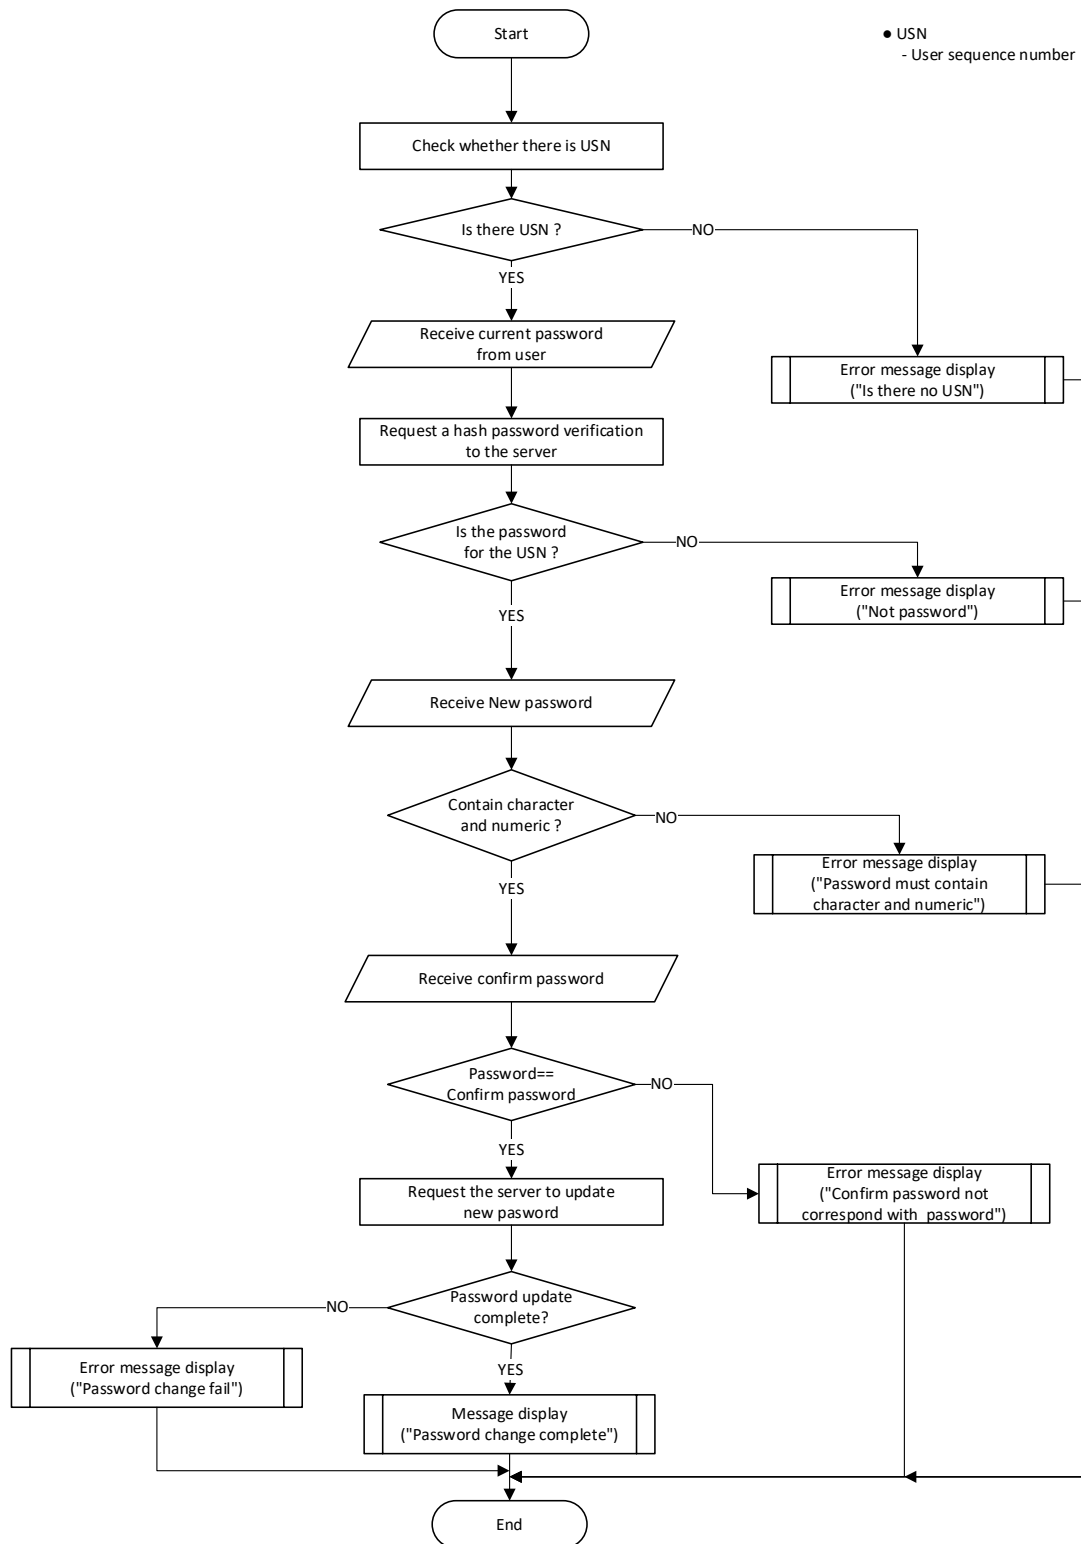 Start
● USN
- User sequence number
Check whether there is USN
Is there USN ?
NO
YES
Receive current password
from user
Error message display
("Is there no USN")
Request a hash password verification
to the server
Is the password
for the USN ?
NO
Error message display
("Not password")
YES
Receive New password
Contain character
and numeric ?
NO
Error message display
("Password must contain
character and numeric")
YES
Receive confirm password
Password==
Confirm password
NO
YES
Error message display
("Confirm password not
correspond with  password")
Request the server to update
new pasword
Password update
complete?
NO
Error message display
("Password change fail")
YES
Message display
("Password change complete")
End